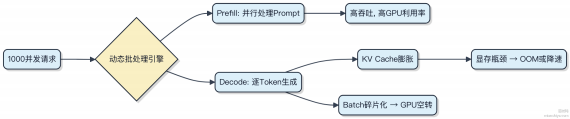 1000并发请求
动态批处理引擎
Prefill: 并行处理Prompt
高吞吐, 高GPU利用率
Decode: 逐Token生成
KV Cache膨胀
显存瓶颈 → OOM或降速
Batch碎片化 → GPU空转